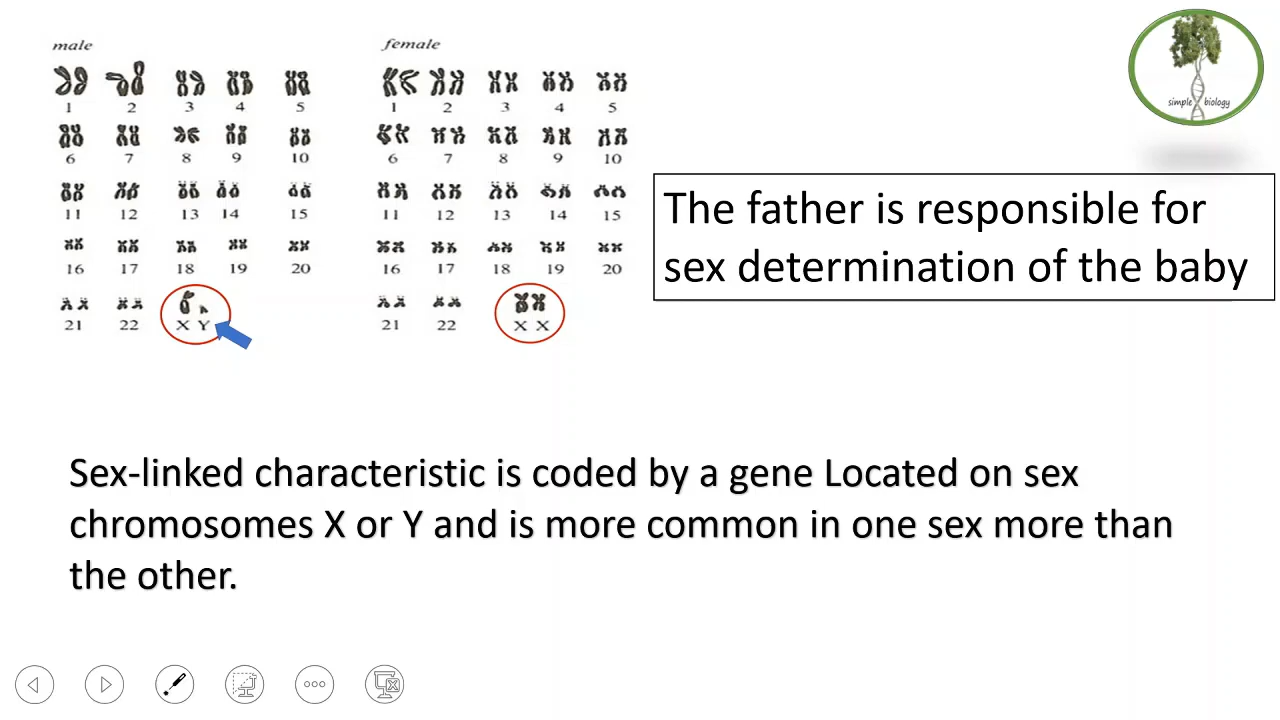 male
1 2 3 4 5
6 7 8 9 10
11 12 13 14 15
16 17 18 19 20
21 22 X Y
female
1 2 3 4 5
6 7 8 9 10
11 12 13 14 15
16 17 18 19 20
21 22 X X
simple biology
The father is responsible for
sex determination of the baby
Sex-linked characteristic is coded by a gene Located on sex
chromosomes X or Y and is more common in one sex more than
the other.